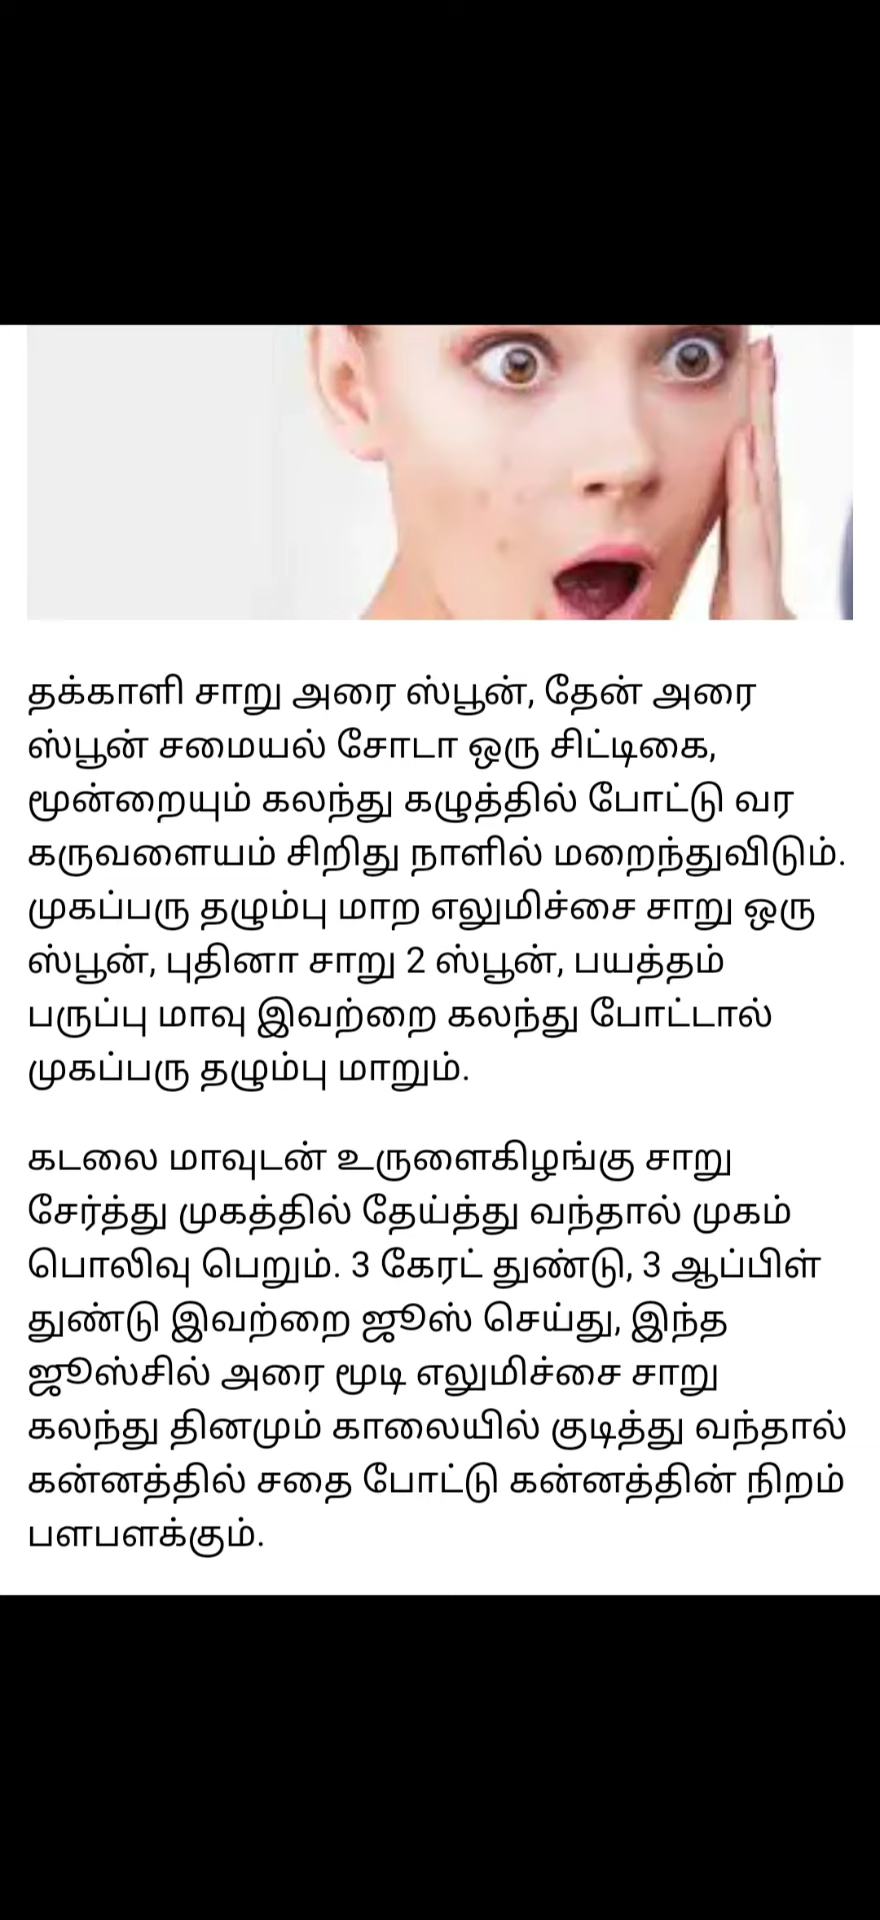 தக்காளி சாறு அரை ஸ்பூன், தேன் அரை
ஸ்பூன் சமையல் சோடா ஒரு சிட்டிகை,
மூன்றையும் கலந்து கழுத்தில் போட்டு வர
கருவளையம் சிறிது நாளில் மறைந்துவிடும்.
முகப்பரு தழும்பு மாற எலுமிச்சை சாறு ஒரு
ஸ்பூன், புதினா சாறு 2 ஸ்பூன், பயத்தம்
பருப்பு மாவு இவற்றை கலந்து போட்டால்
முகப்பரு தழும்பு மாறும்.
கடலை மாவுடன் உருளைகிழங்கு சாறு
சேர்த்து முகத்தில் தேய்த்து வந்தால் முகம்
பொலிவு பெறும். 3 கேரட் துண்டு, 3 ஆப்பிள்
துண்டு இவற்றை ஜூஸ் செய்து, இந்த
ஜூஸ்சில் அரை மூடி எலுமிச்சை சாறு
கலந்து தினமும் காலையில் குடித்து வந்தால்
கன்னத்தில் சதை போட்டு கன்னத்தின் நிறம்
பளபளக்கும்.